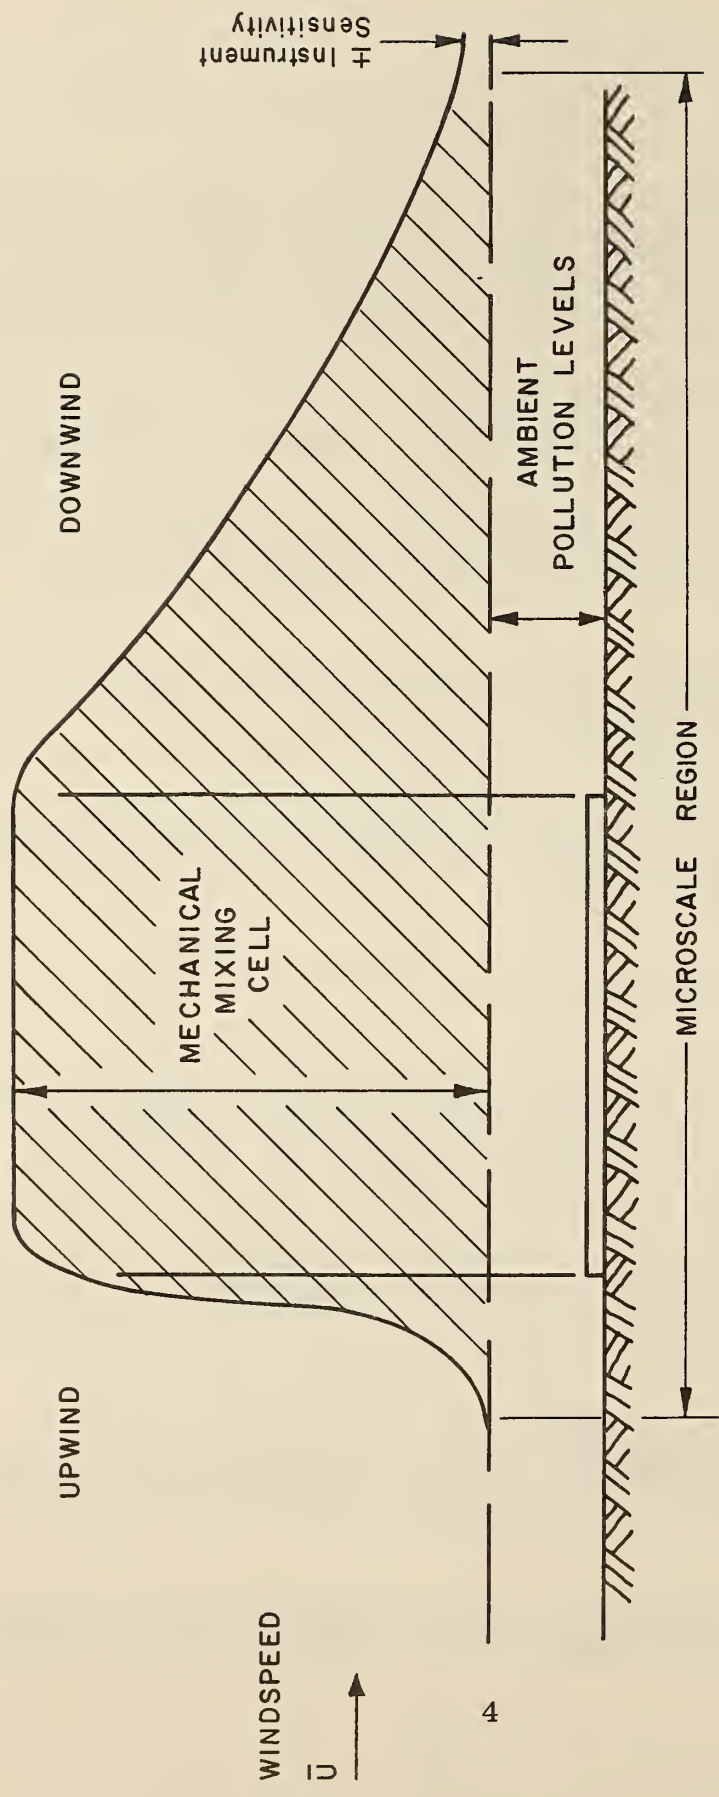 UPWIND
DOWNWIND
± Instrument
Sensitivity
WINDSPEED
U̅
MECHANICAL
MIXING
CELL
AMBIENT
POLLUTION LEVELS
MICROSCALE REGION
4